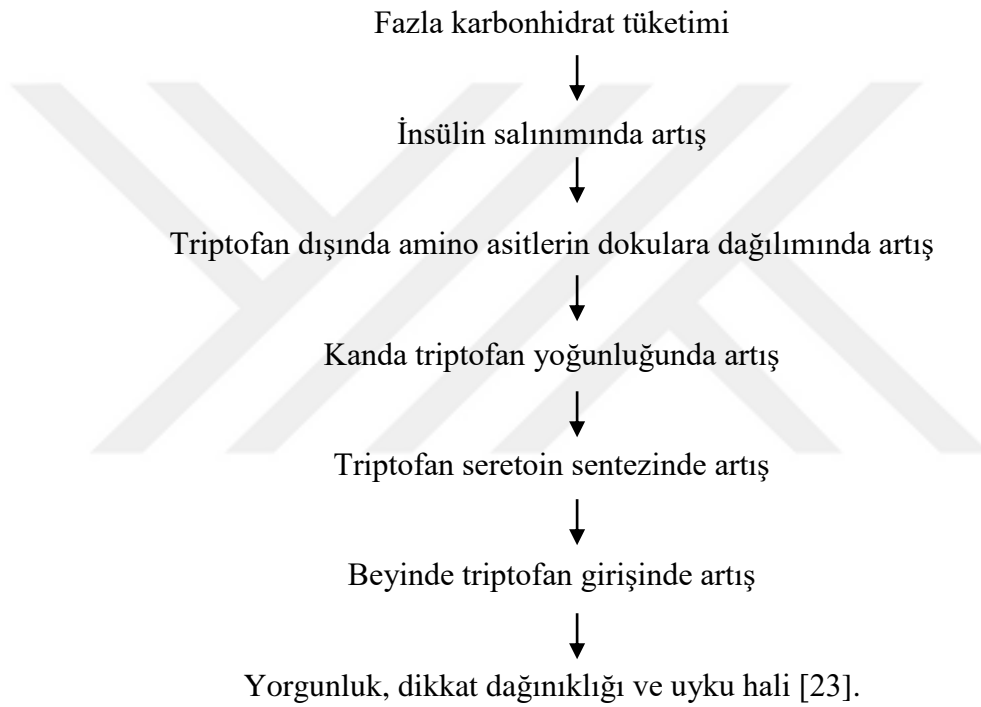 Fazla karbonhidrat tüketimi
İnsülin salınımında artış
Triptofan dışında amino asitlerin dokulara dağılımında artış
Kanda triptofan yoğunluğunda artış
Triptofan seretoin sentezinde artış
Beyinde triptofan girişinde artış
Yorgunluk, dikkat dağınıklığı ve uyku hali [23].